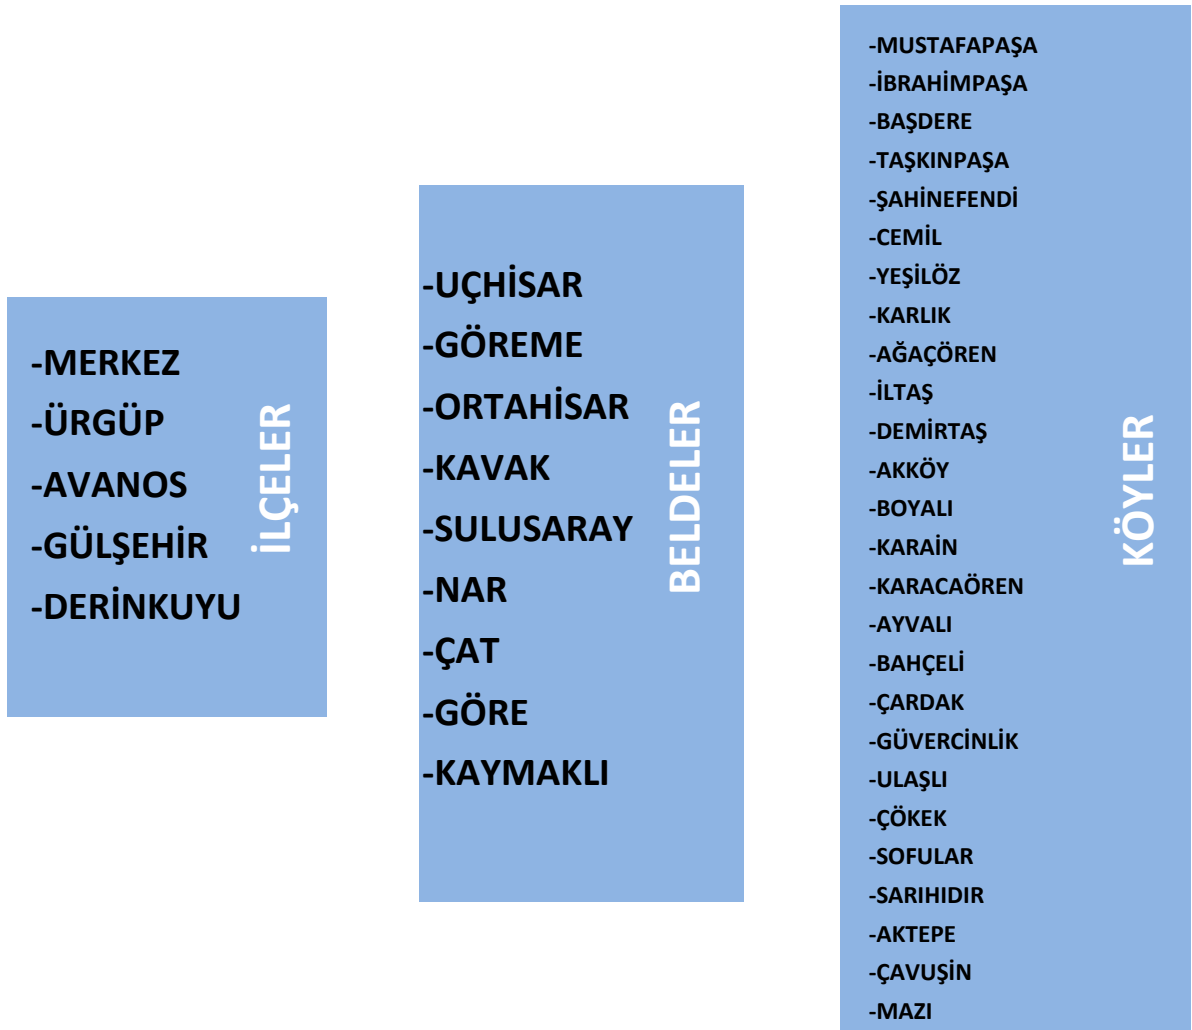 -MERKEZ
-ÜRGÜP
-AVANOS
-GÜLŞEHİR
-DERİNKUYU
İLÇELER
-UÇHİSAR
-GÖREME
-ORTAHİSAR
-KAVAK
-SULUSARAY
-NAR
-ÇAT
-GÖRE
-KAYMAKLI
BELDELER
-MUSTAFAPAŞA
-İBRAHİMPAŞA
-BAŞDERE
-TAŞKINPAŞA
-ŞAHİNEFENDİ
-CEMİL
-YEŞİLÖZ
-KARLIK
-AĞAÇÖREN
-İLTAŞ
-DEMİRTAŞ
-AKKÖY
-BOYALI
-KARAİN
-KARACAÖREN
-AYVALI
-BAHÇELİ
-ÇARDAK
-GÜVERCİNLİK
-ULAŞLI
-ÇÖKEK
-SOFULAR
-SARIHIDIR
-AKTEPE
-ÇAVUŞİN
-MAZI
KÖYLER